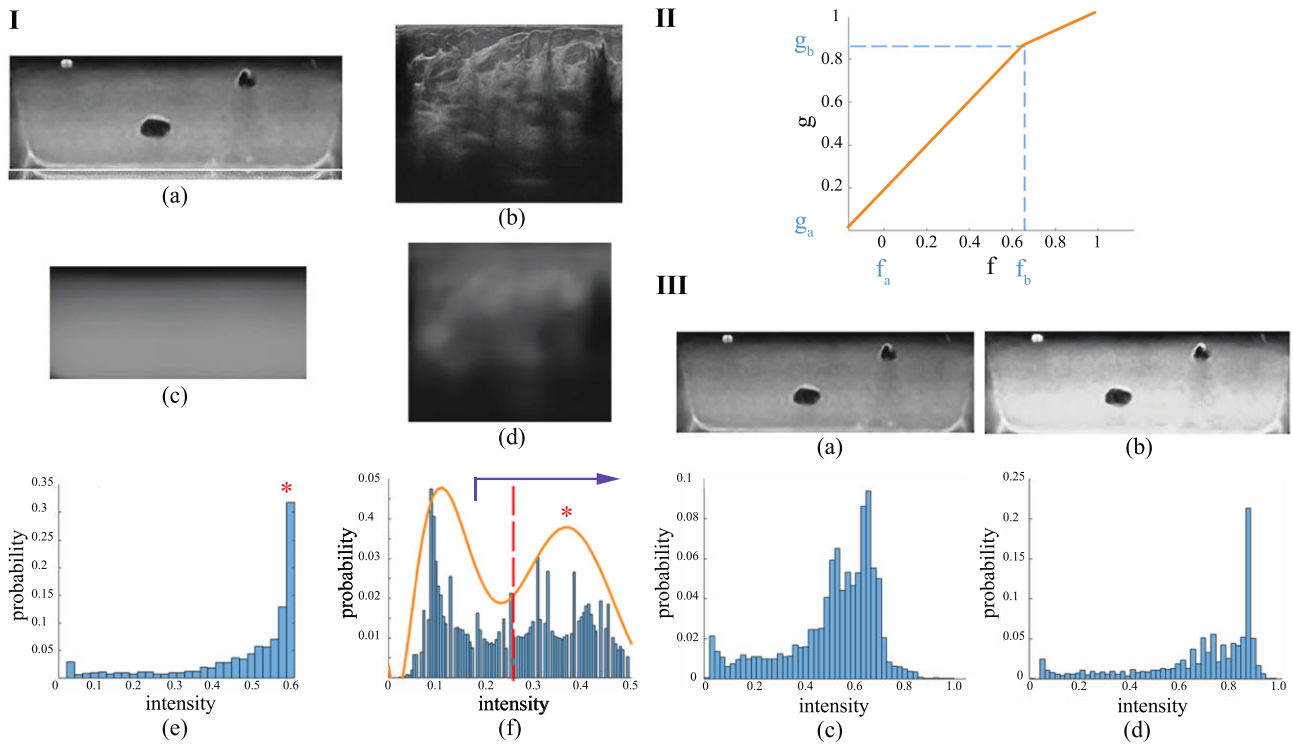 I
(a)
(b)
(c)
(d)
0.35
0.3
0.25
0.2
0.15
0.1
0.05
probability
*
0
0.1
0.2
0.3
0.4
0.5
0.6
intensity
(e)
0.05
0.04
0.03
0.02
0.01
probability
*
0
0.1
0.2
0.3
0.4
0.5
intensity
(f)
II
1
0.8
0.6
0.4
0.2
g
g_b
g_a
0
0.2
0.4
0.6
0.8
1
f_a
f
f_b
III
(a)
(b)
0.1
0.08
0.06
0.04
0.02
0
probability
0
0.2
0.4
0.6
0.8
1.0
intensity
(c)
0.25
0.2
0.15
0.1
0.05
0
probability
0
0.2
0.4
0.6
0.8
1.0
intensity
(d)